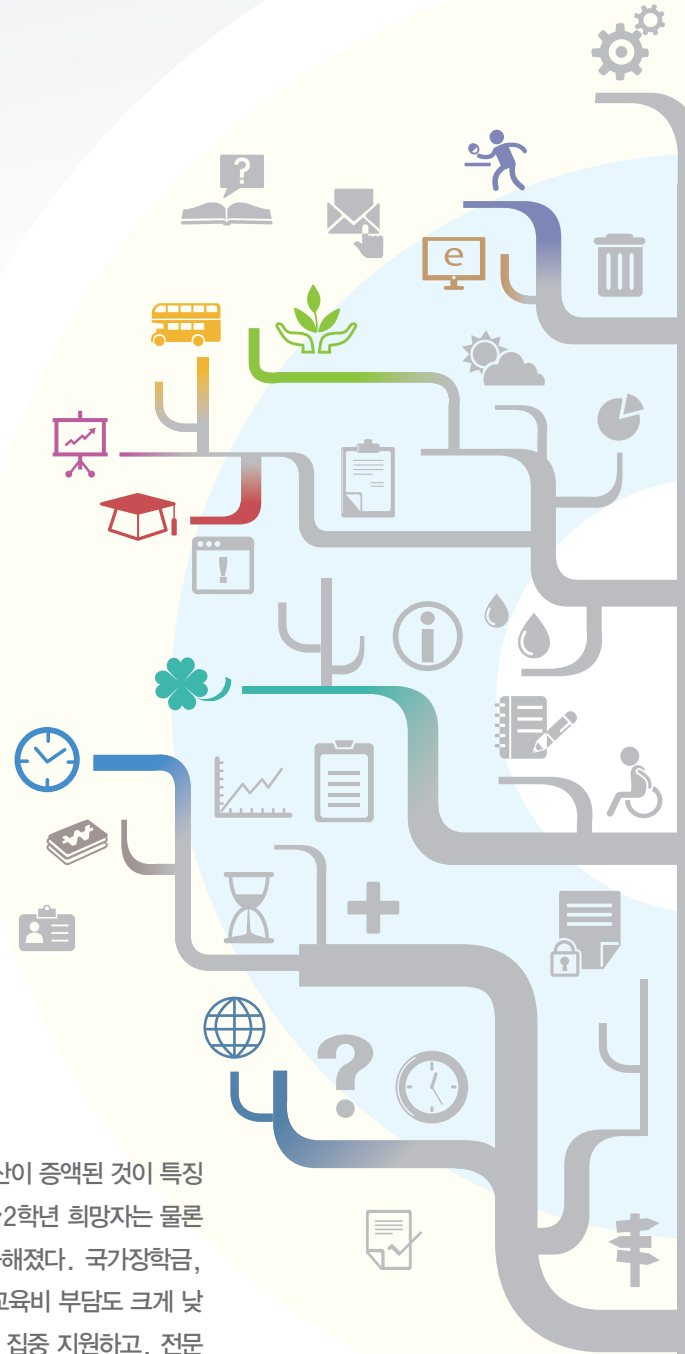 ?
e
!
i
₩
?
산이 증액된 것이 특징
2학년 희망자는 물론
해졌다. 국가장학금,
교육비 부담도 크게 낮
집중 지원하고, 전문